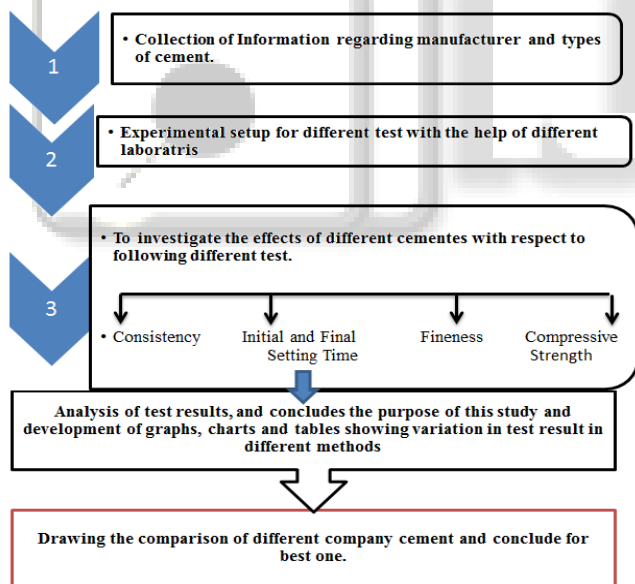 1
• Collection of Information regarding manufacturer and types
of cement.
2
• Experimental setup for different test with the help of different
laboratris
3
• To investigate the effects of different cementes with respect to
following different test.
• Consistency
Initial and Final
Setting Time
Fineness
Compressive
Strength
Analysis of test results, and concludes the purpose of this study and
development of graphs, charts and tables showing variation in test result in
different methods
Drawing the comparison of different company cement and conclude for
best one.